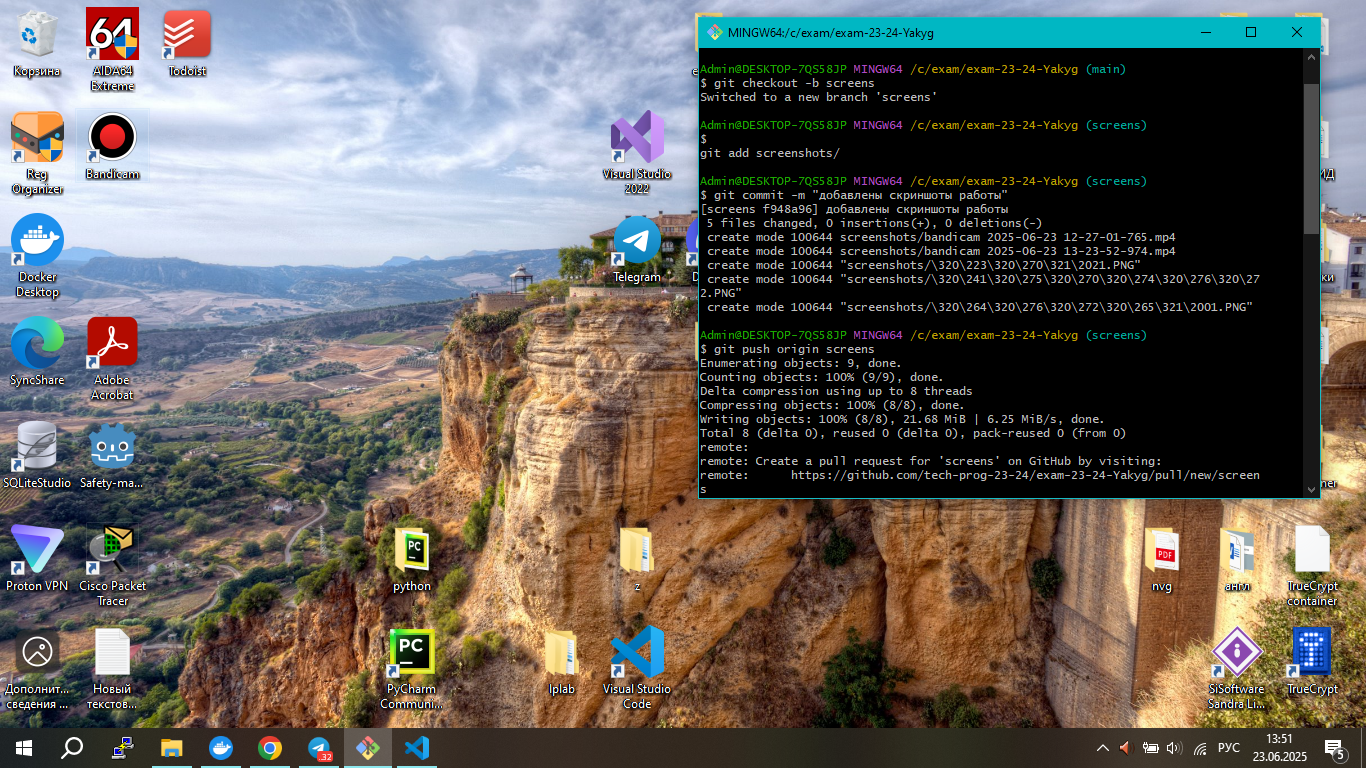 Корзина
AIDA64
Extreme
Todoist
Reg
Organizer
Bandicam
Visual Studio
2022
Docker
Desktop
Telegram
SyncShare
Adobe
Acrobat
SQLiteStudio
Safety-ma...
MINGW64:/c/exam/exam-23-24-Yakyg
Admin@DESKTOP-7QS58JP MINGW64 /c/exam/exam-23-24-Yakyg (main)
$ git checkout -b screens
Switched to a new branch 'screens'
Admin@DESKTOP-7QS58JP MINGW64 /c/exam/exam-23-24-Yakyg (screens)
$
git add screenshots/
Admin@DESKTOP-7QS58JP MINGW64 /c/exam/exam-23-24-Yakyg (screens)
$ git commit -m "добавлены скриншоты работы"
[screens f948a96] добавлены скриншоты работы
5 files changed, 0 insertions(+), 0 deletions(-)
create mode 100644 screenshots/bandicam 2025-06-23 12-27-01-765.mp4
create mode 100644 screenshots/bandicam 2025-06-23 13-23-52-974.mp4
create mode 100644 "screenshots/\320\223\320\270\321\2021.PNG"
create mode 100644 "screenshots/\320\241\320\275\320\270\320\274\320\276\320\27
2.PNG"
create mode 100644 "screenshots/\320\264\320\276\320\272\320\265\321\2001.PNG"
Admin@DESKTOP-7QS58JP MINGW64 /c/exam/exam-23-24-Yakyg (screens)
$ git push origin screens
Enumerating objects: 9, done.
Counting objects: 100% (9/9), done.
Delta compression using up to 8 threads
Compressing objects: 100% (8/8), done.
Writing objects: 100% (8/8), 21.68 MiB | 6.25 MiB/s, done.
Total 8 (delta 0), reused 0 (delta 0), pack-reused 0 (from 0)
remote:
remote: Create a pull request for 'screens' on GitHub by visiting:
remote:      https://github.com/tech-prog-23-24/exam-23-24-Yakyg/pull/new/screen
s
Proton VPN
Cisco Packet
Tracer
python
z
nvg
англ
TrueCrypt
container
Дополнит...
сведения ...
Новый
текстов...
PyCharm
Communi...
lplab
Visual Studio
Code
SiSoftware
Sandra Li...
TrueCrypt
64
PC
PC
PDF
32
РУС
13:51
23.06.2025
5